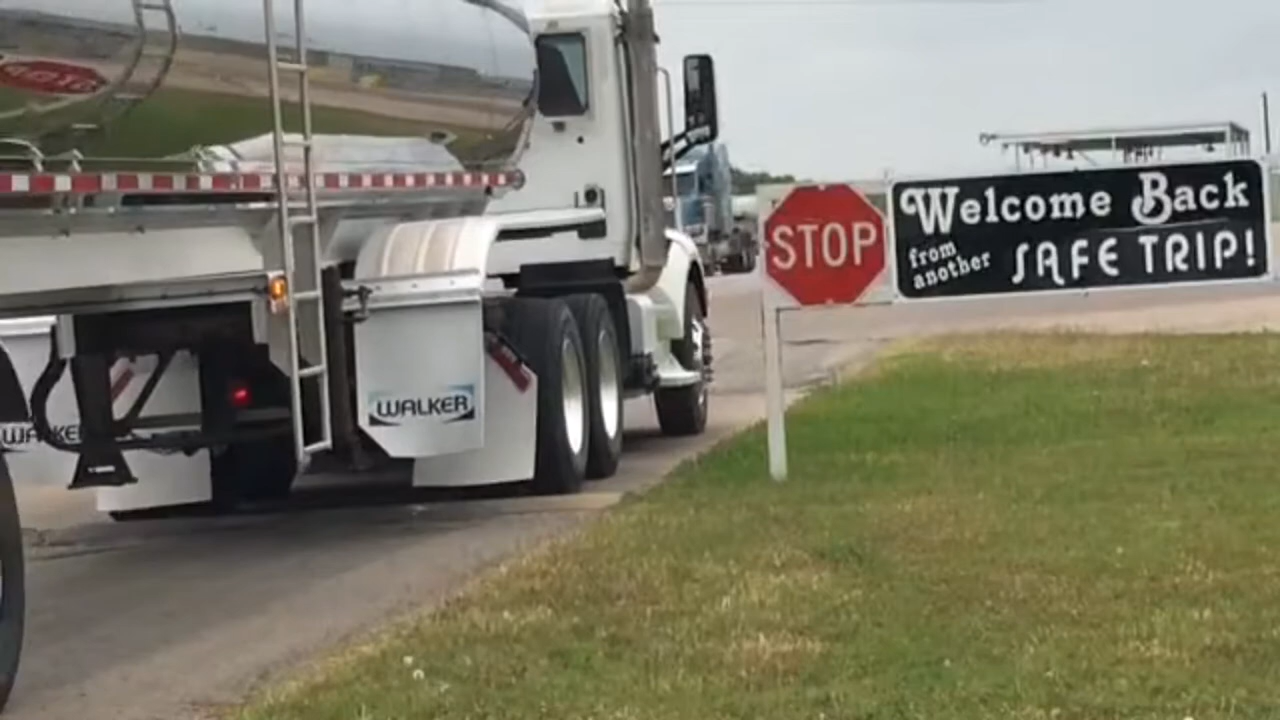 STOP
Welcome Back
from another SAFE TRIP!
WALKER
WALKER